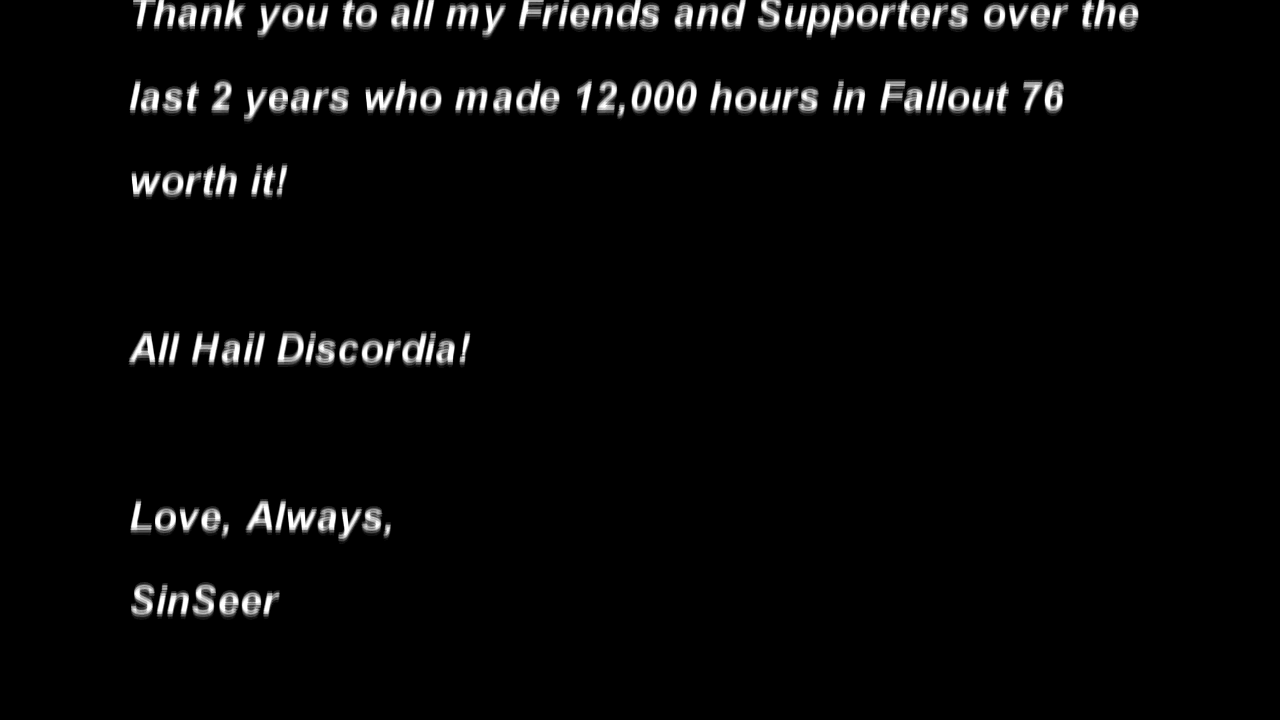 Thank you to all my Friends and Supporters over the
last 2 years who made 12,000 hours in Fallout 76
worth it!
All Hail Discordia!
Love, Always,
SinSeer